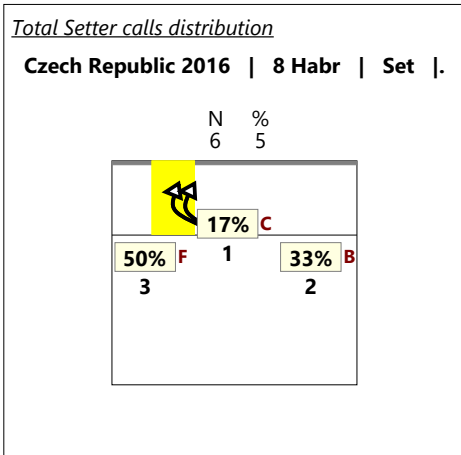 Total Setter calls distribution
Czech Republic 2016 | 8 Habr | Set |.
N %
6 5
17% C
50% F 1 33% B
3 2